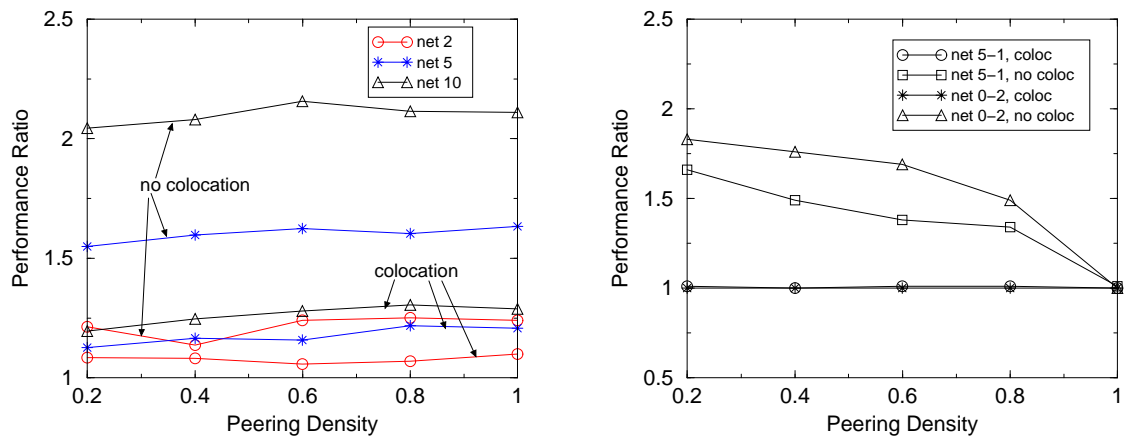 2.5
2
1.5
1
0.2
0.4
0.6
0.8
1
Peering Density
Performance Ratio
net 2
net 5
net 10
no colocation
colocation
2.5
2
1.5
1
0.5
0.2
0.4
0.6
0.8
1
Peering Density
Performance Ratio
net 5−1, coloc
net 5−1, no coloc
net 0−2, coloc
net 0−2, no coloc